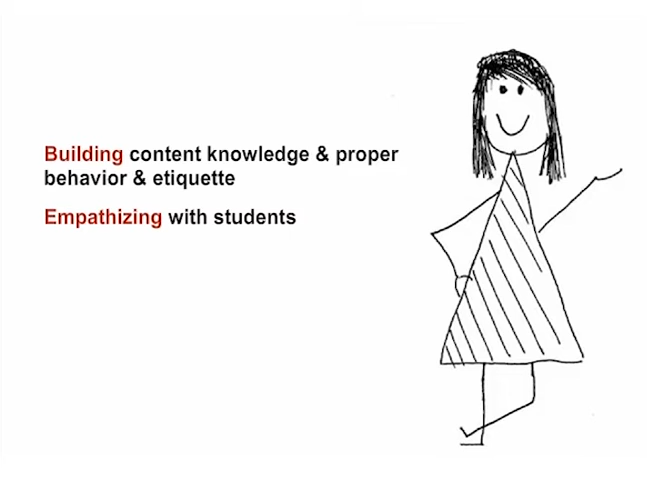 Building content knowledge & proper
behavior & etiquette
Empathizing with students